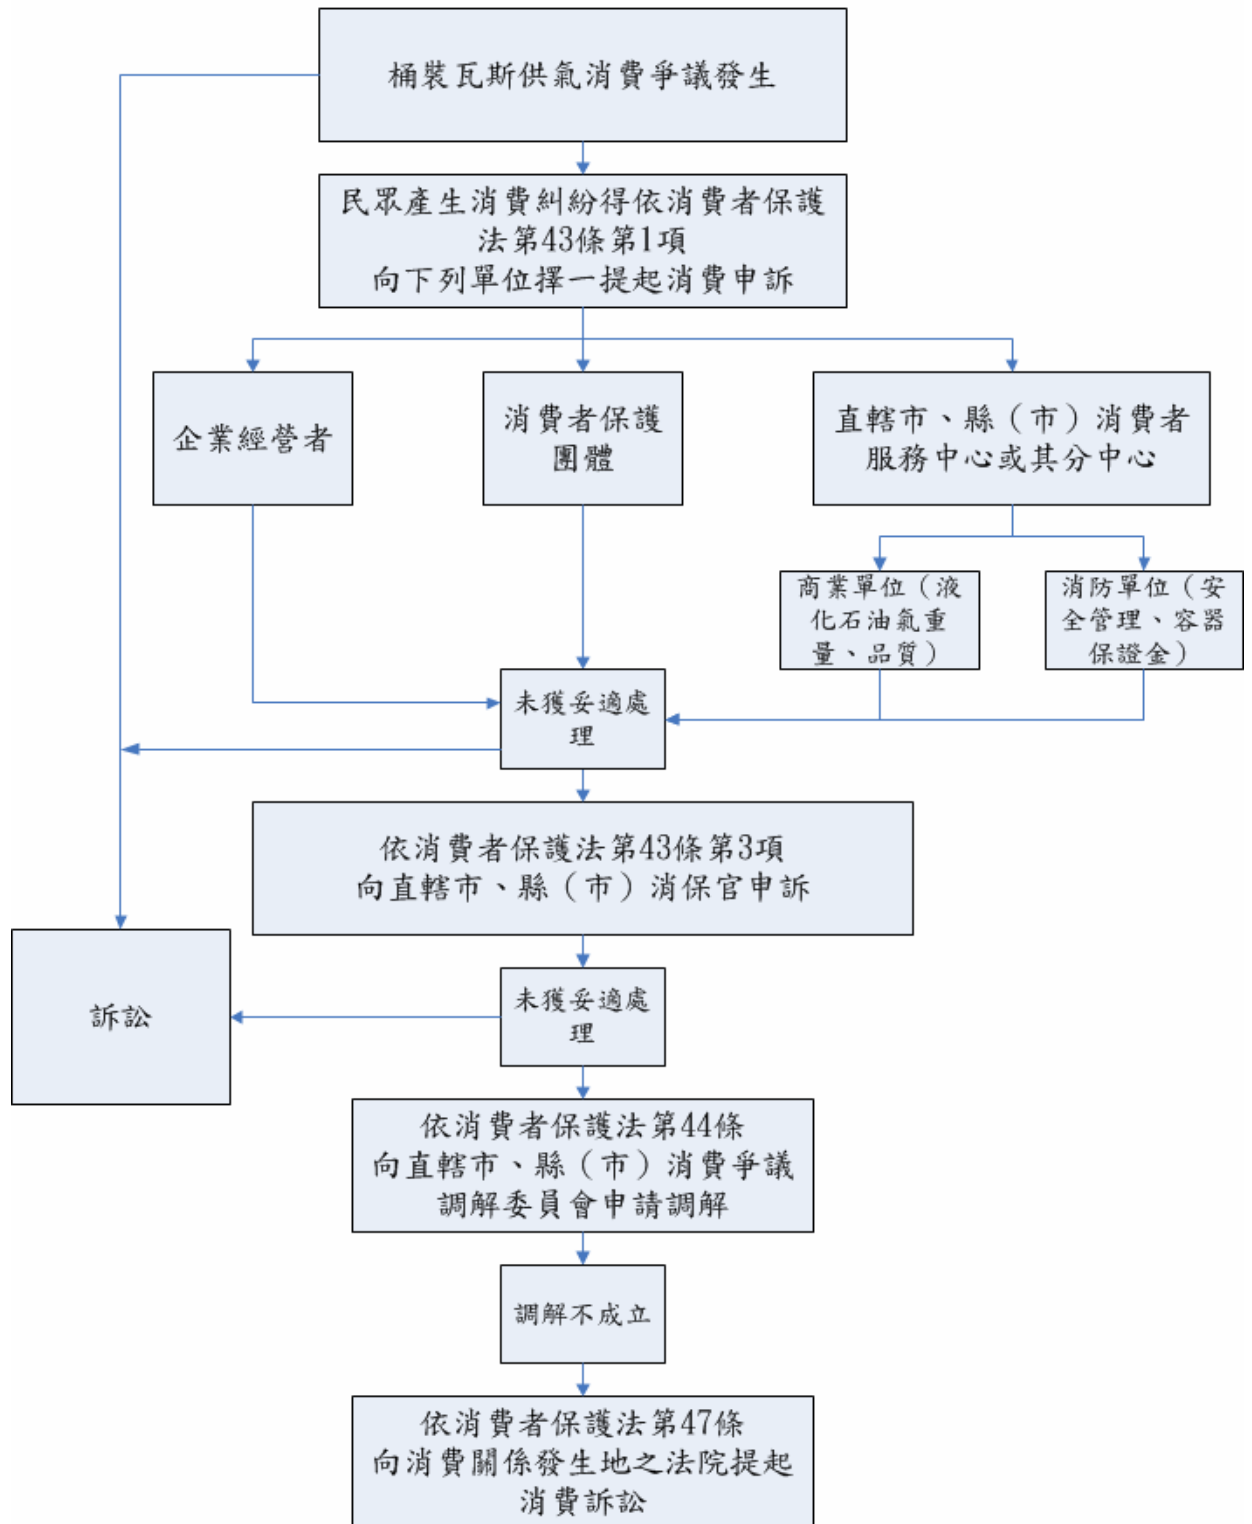 桶裝瓦斯供氣消費爭議發生
民眾產生消費糾紛得依消費者保護
法第43條第1項
向下列單位擇一提起消費申訴
企業經營者
消費者保護
團體
直轄市、縣（市）消費者
服務中心或其分中心
商業單位（液
化石油氣重
量、品質）
消防單位（安
全管理、容器
保證金）
未獲妥適處
理
依消費者保護法第43條第3項
向直轄市、縣（市）消保官申訴
訴訟
未獲妥適處
理
依消費者保護法第44條
向直轄市、縣（市）消費爭議
調解委員會申請調解
調解不成立
依消費者保護法第47條
向消費關係發生地之法院提起
消費訴訟